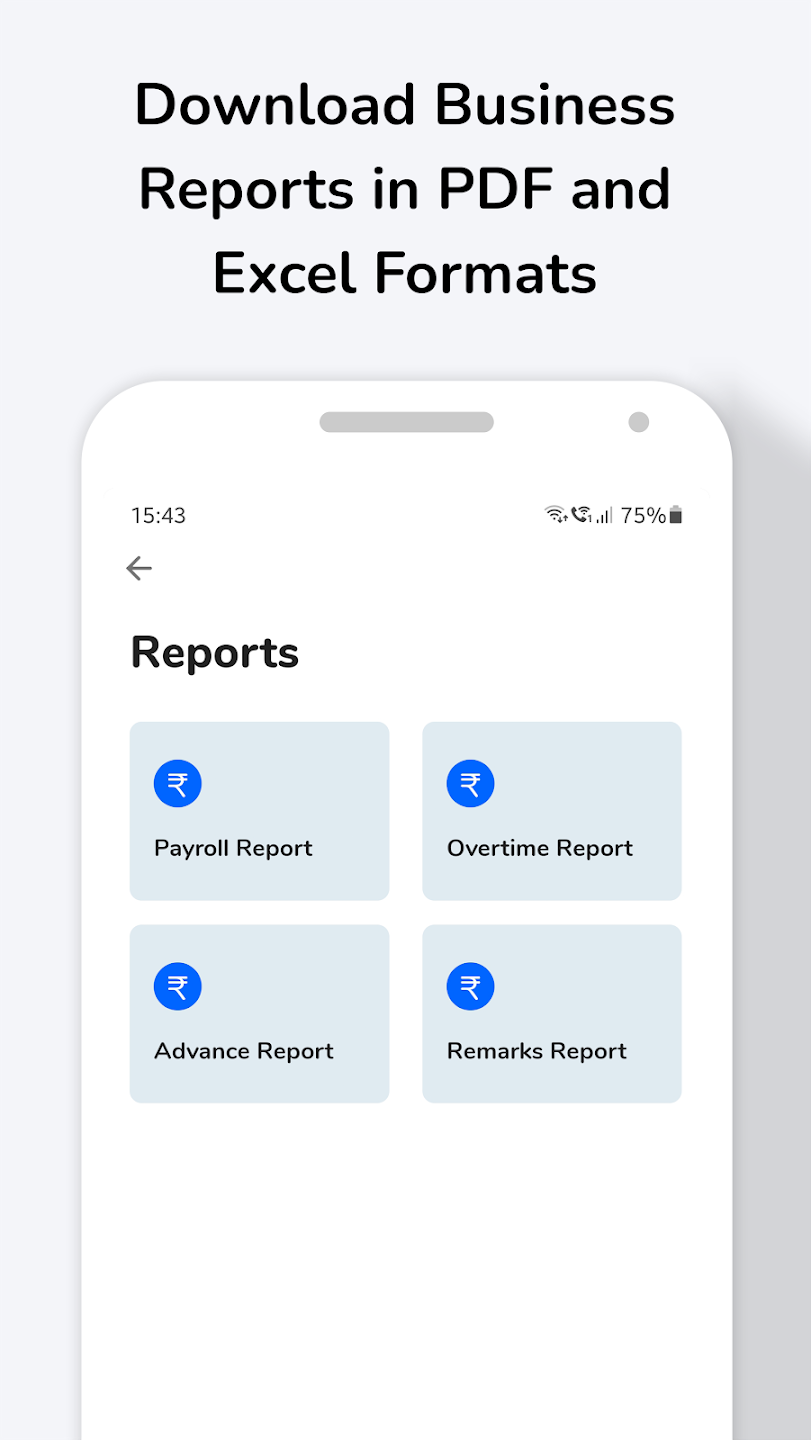 Download Business
Reports in PDF and
Excel Formats
15:43 1 75%
Reports
₹ ₹
Payroll Report Overtime Report
₹ ₹
Advance Report Remarks Report